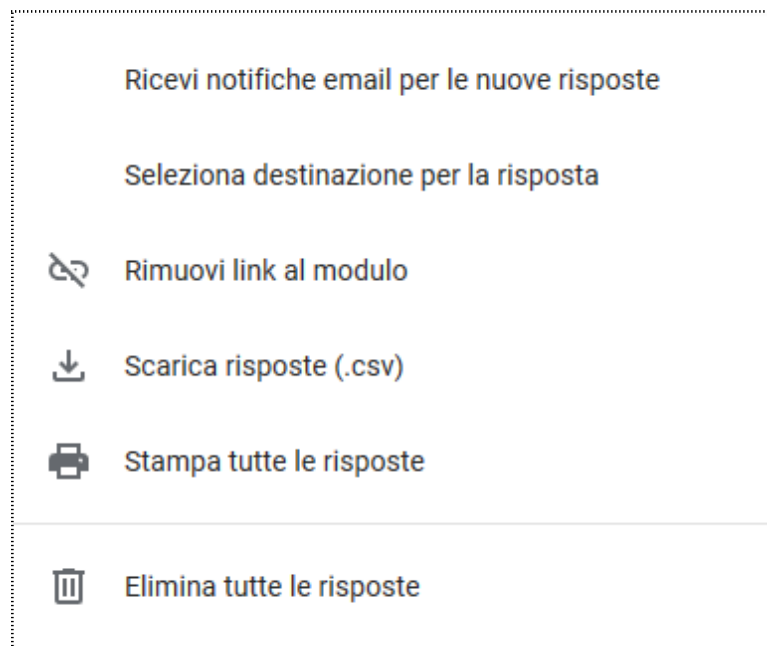 Ricevi notifiche email per le nuove risposte
Seleziona destinazione per la risposta
Rimuovi link al modulo
Scarica risposte (.csv)
Stampa tutte le risposte
Elimina tutte le risposte